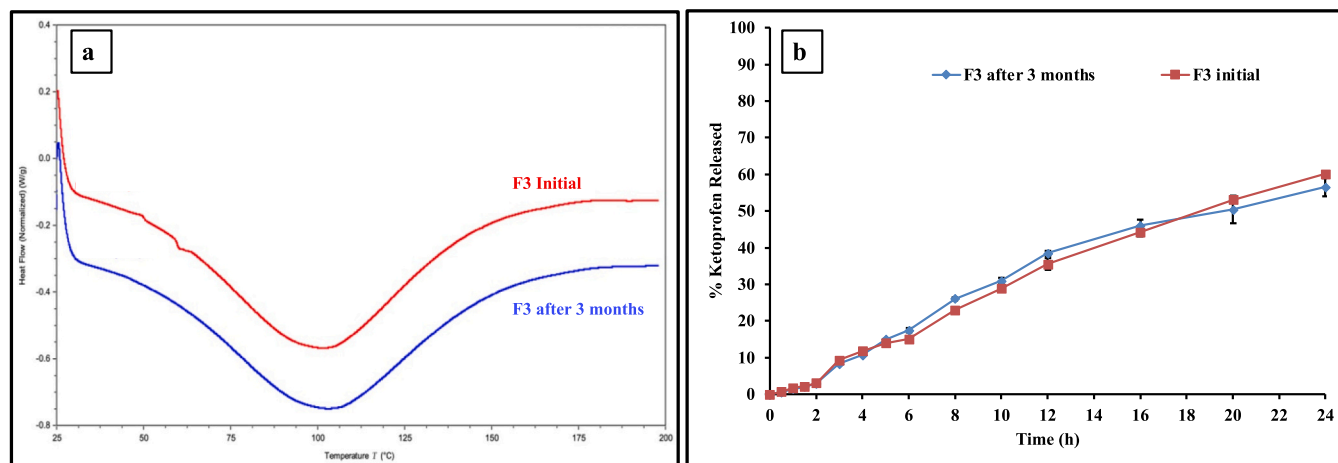 a
0.4
0.2
0.0
-0.2
-0.4
-0.6
-0.8
Heat Flow (Normalized) (W/g)
F3 Initial
F3 after 3 months
25 50 75 100 125 150 175 200
Temperature T (°C)
b
F3 after 3 months F3 initial
100
90
80
70
60
50
40
30
20
10
0
% Ketoprofen Released
0 2 4 6 8 10 12 14 16 18 20 22 24
Time (h)